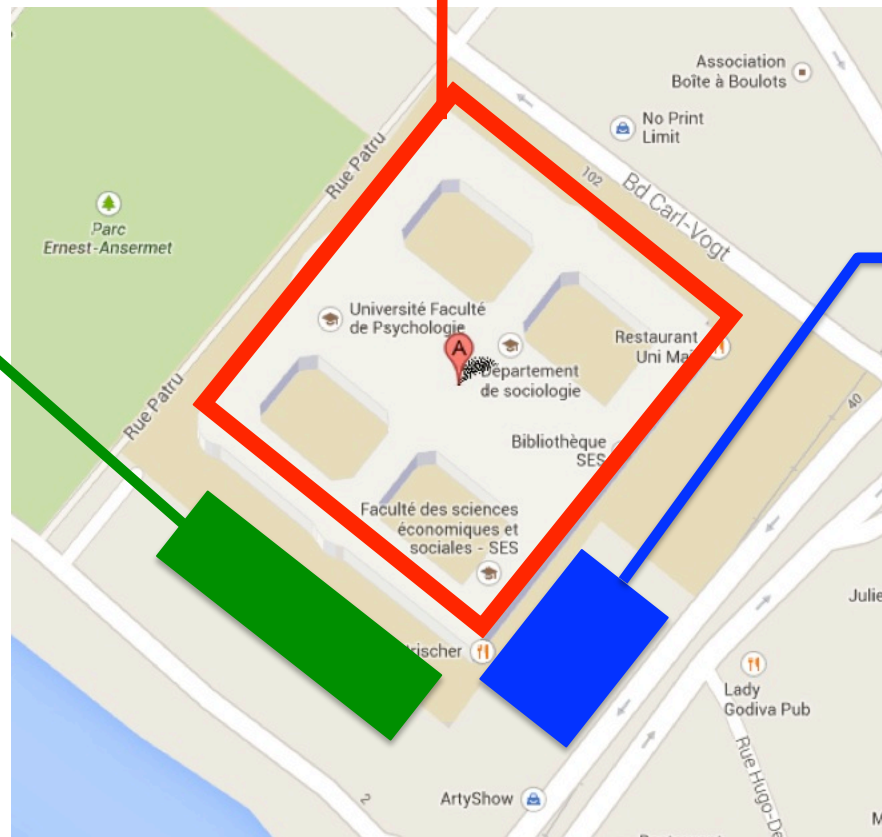 Association
Boîte à Boulots
No Print
Limit
102
Bd Carl-Vogt
Rue Patru
Parc
Ernest-Ansermet
Université Faculté
de Psychologie
A
Département
de sociologie
Restaurant
Uni Mai
40
Rue Patru
Bibliothèque
SES
Faculté des sciences
économiques et
sociales - SES
Julie
rischer
Lady
Godiva Pub
Rue Hugo-De
ArtyShow
2
M